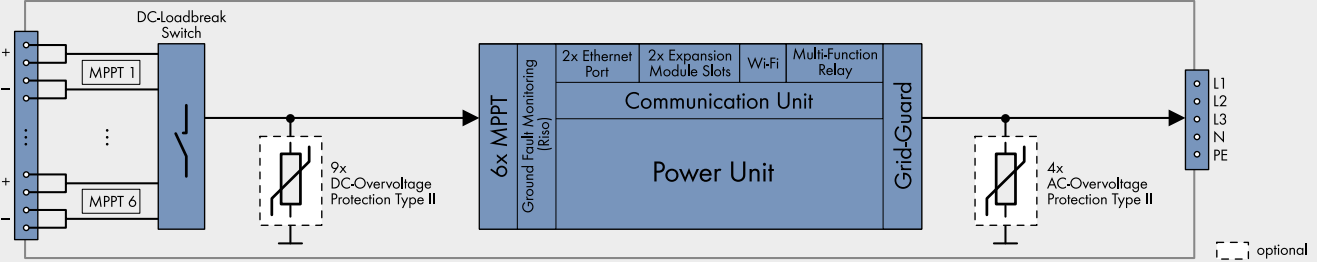 DC-Loadbreak
Switch
+
MPPT 1
−
⋮
⋮
+
MPPT 6
−
9x
DC-Overvoltage
Protection Type II
6x MPPT
Ground Fault Monitoring
(Riso)
2x Ethernet
Port
2x Expansion
Module Slots
Wi-Fi
Multi-Function
Relay
Communication Unit
Power Unit
Grid-Guard
4x
AC-Overvoltage
Protection Type II
L1
L2
L3
N
PE
optional